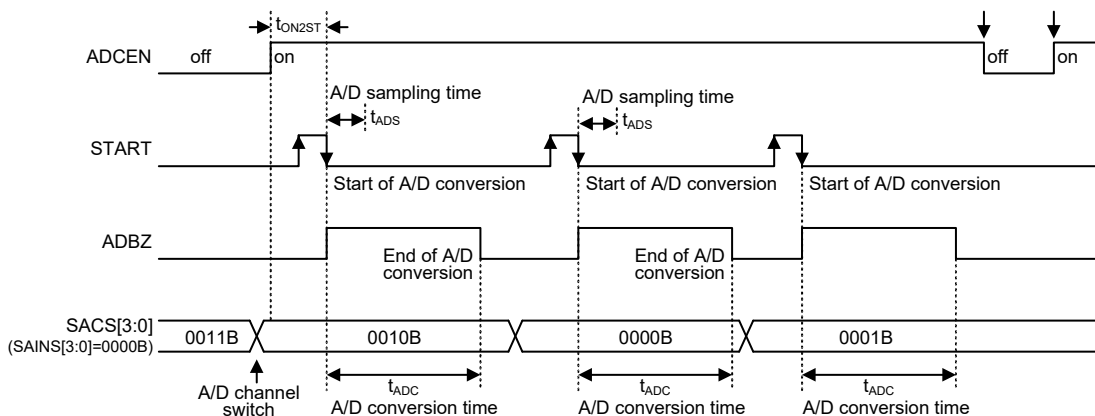 tON2ST
ADCEN
off
on
off
on
A/D sampling time
tADS
A/D sampling time
tADS
START
Start of A/D conversion
Start of A/D conversion
Start of A/D conversion
ADBZ
End of A/D
conversion
End of A/D
conversion
SACS[3:0]
(SAINS[3:0]=0000B)
0011B
0010B
0000B
0001B
A/D channel
switch
tADC
A/D conversion time
tADC
A/D conversion time
tADC
A/D conversion time